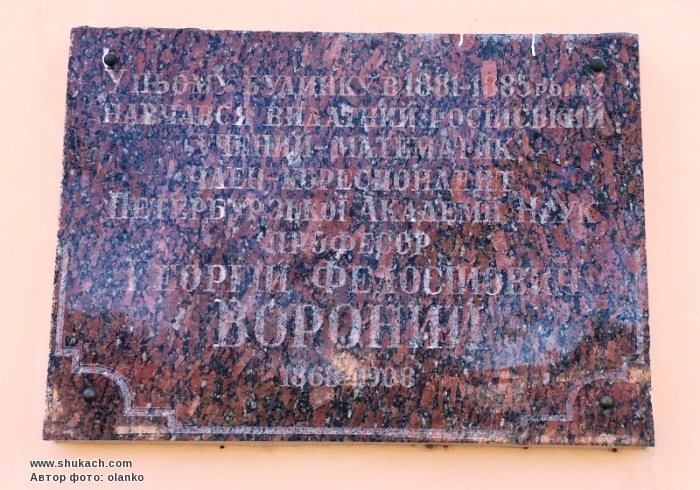 У ЦЬОМУ БУДИНКУ В 1881-1885 РОКАХ
НАВЧАВСЯ ВИДАТНИЙ РОСІЙСЬКИЙ
УЧЕНИЙ-МАТЕМАТИК
ЧЛЕН-КОРЕСПОНДЕНТ
ПЕТЕРБУРЗЬКОЇ АКАДЕМІЇ НАУК
ПРОФЕСОР
ГЕОРГІЙ ФЕДОСІЙОВИЧ
ВОРОНИЙ
1868-1908
www.shukach.com
Автор фото: olanko